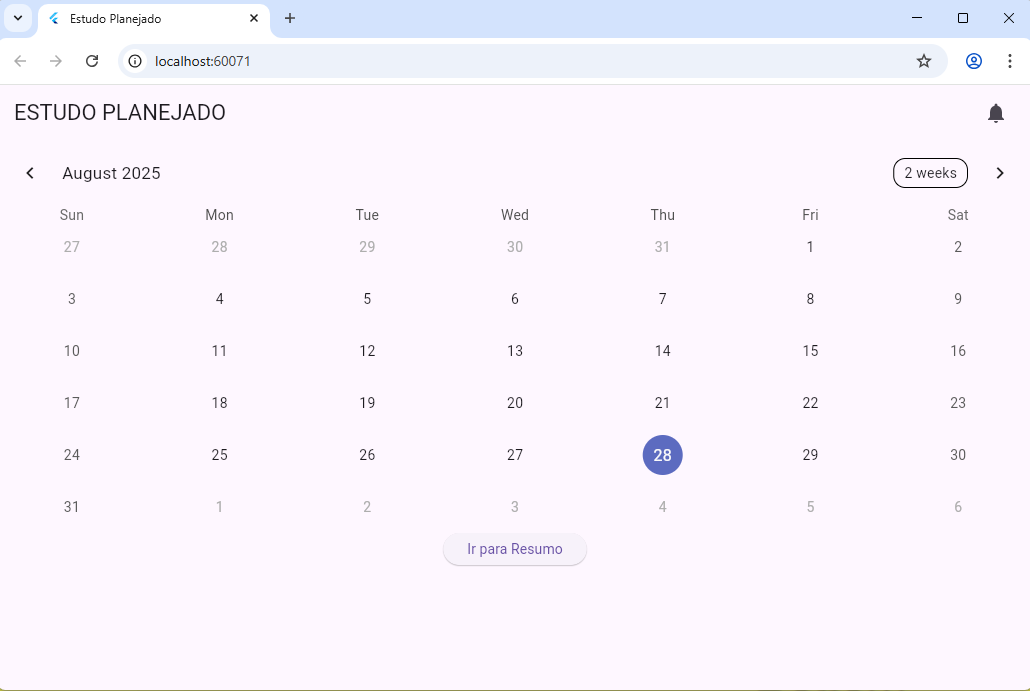 Estudo Planejado
localhost:60071
ESTUDO PLANEJADO
August 2025 2 weeks
Sun Mon Tue Wed Thu Fri Sat
27 28 29 30 31 1 2
3 4 5 6 7 8 9
10 11 12 13 14 15 16
17 18 19 20 21 22 23
24 25 26 27 28 29 30
31 1 2 3 4 5 6
Ir para Resumo